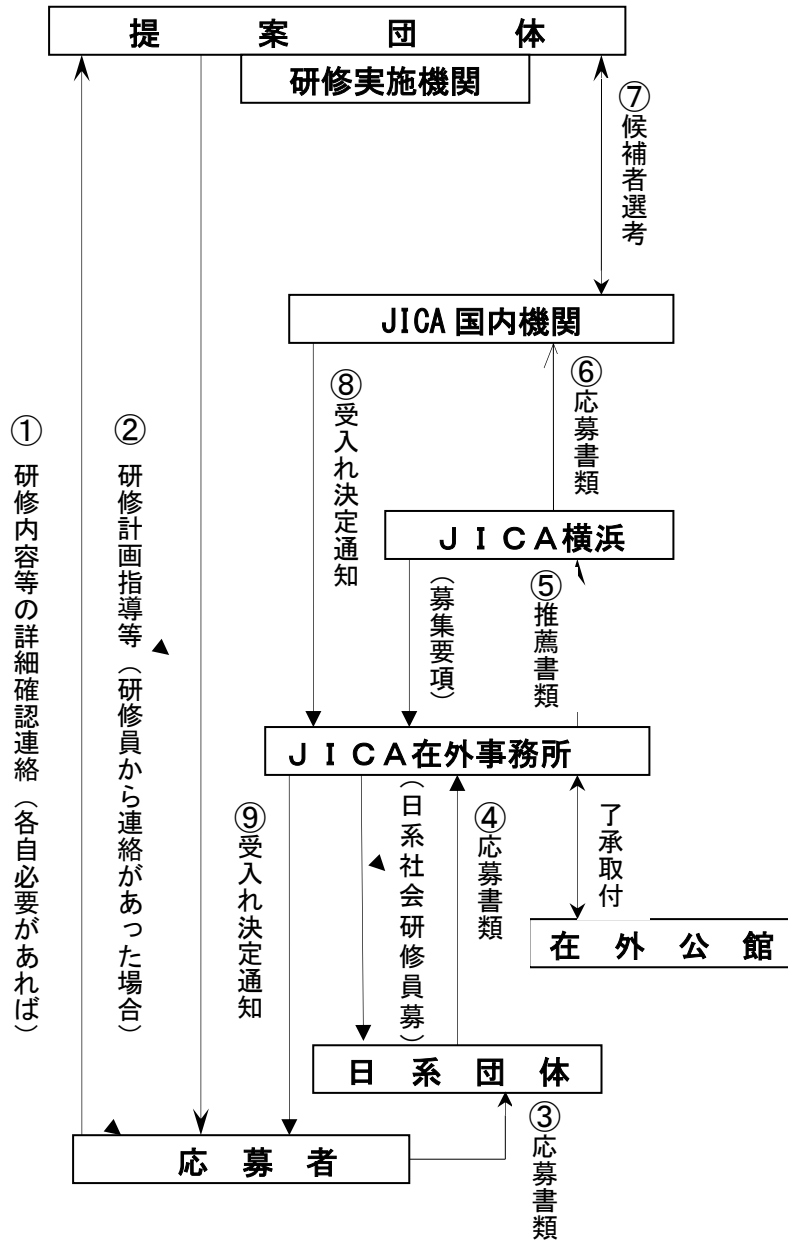 提案団体
研修実施機関
⑦候補者選考
JICA 国内機関
① 研修内容等の詳細確認連絡（各自必要があれば）
② 研修計画指導等（研修員から連絡があった場合）
⑧受入れ決定通知
⑥応募書類
ＪＩＣＡ横浜
（募集要項）
⑤推薦書類
ＪＩＣＡ在外事務所
⑨受入れ決定通知
（日系社会研修員募）
④応募書類
了承取付
在外公館
日系団体
③応募書類
応募者